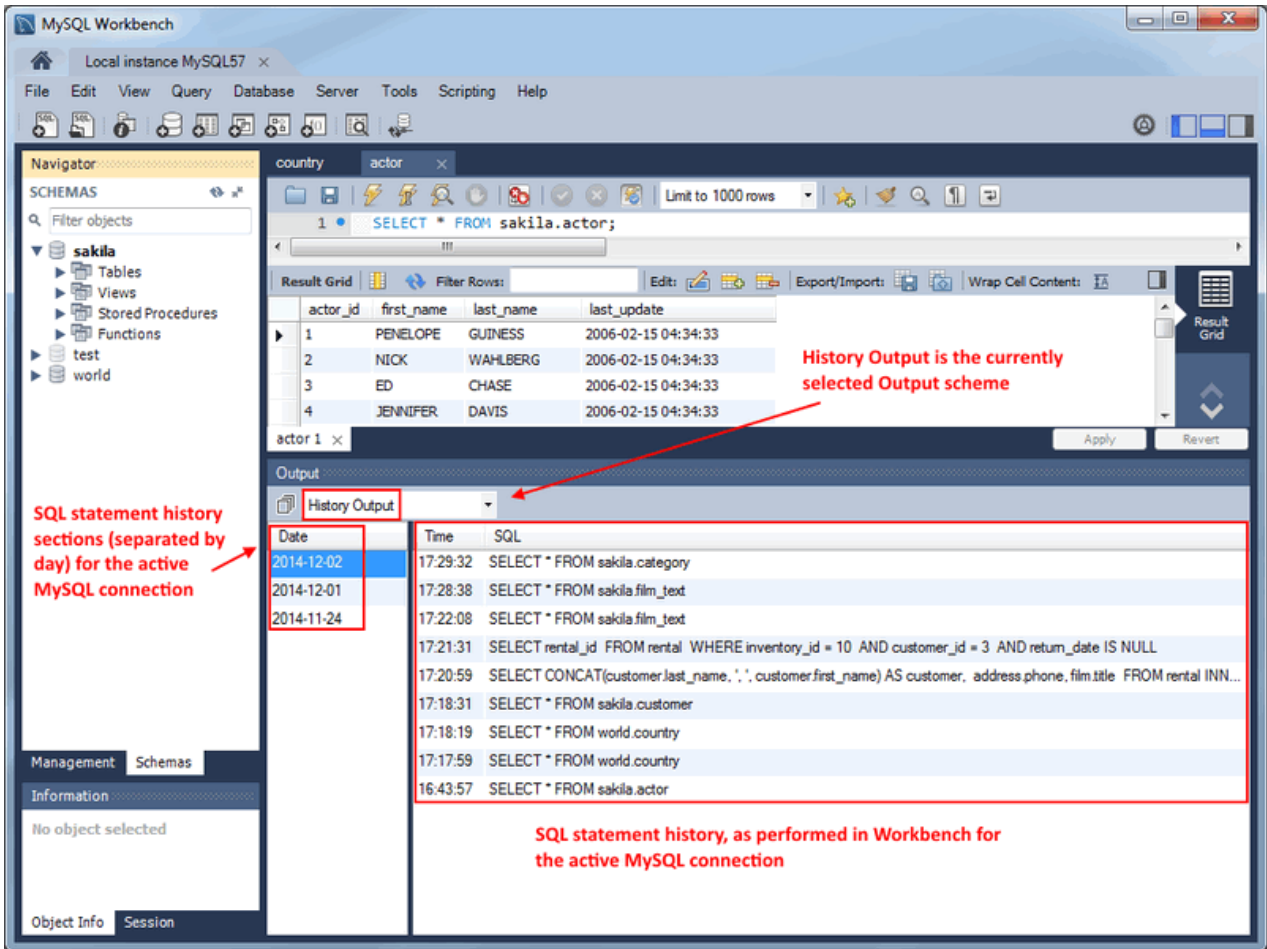 MySQL Workbench
Local instance MySQL57
File Edit View Query Database Server Tools Scripting Help
Navigator
SCHEMAS
Filter objects
sakila
Tables
Views
Stored Procedures
Functions
test
world
Management Schemas
Information
No object selected
Object Info Session
country actor
Limit to 1000 rows
1 SELECT * FROM sakila.actor;
Result Grid Filter Rows: Edit: Export/Import: Wrap Cell Content:
actor_id first_name last_name last_update
1 PENELOPE GUINESS 2006-02-15 04:34:33
2 NICK WAHLBERG 2006-02-15 04:34:33
3 ED CHASE 2006-02-15 04:34:33
4 JENNIFER DAVIS 2006-02-15 04:34:33
Result
Grid
History Output is the currently
selected Output scheme
actor 1 Apply Revert
Output
History Output
SQL statement history
sections (separated by
day) for the active
MySQL connection
Date
2014-12-02
2014-12-01
2014-11-24
Time SQL
17:29:32 SELECT * FROM sakila.category
17:28:38 SELECT * FROM sakila.film_text
17:22:08 SELECT * FROM sakila.film_text
17:21:31 SELECT rental_id FROM rental WHERE inventory_id = 10 AND customer_id = 3 AND return_date IS NULL
17:20:59 SELECT CONCAT(customer.last_name, ', ', customer.first_name) AS customer, address.phone, film.title FROM rental INN...
17:18:31 SELECT * FROM sakila.customer
17:18:19 SELECT * FROM world.country
17:17:59 SELECT * FROM world.country
16:43:57 SELECT * FROM sakila.actor
SQL statement history, as performed in Workbench for
the active MySQL connection